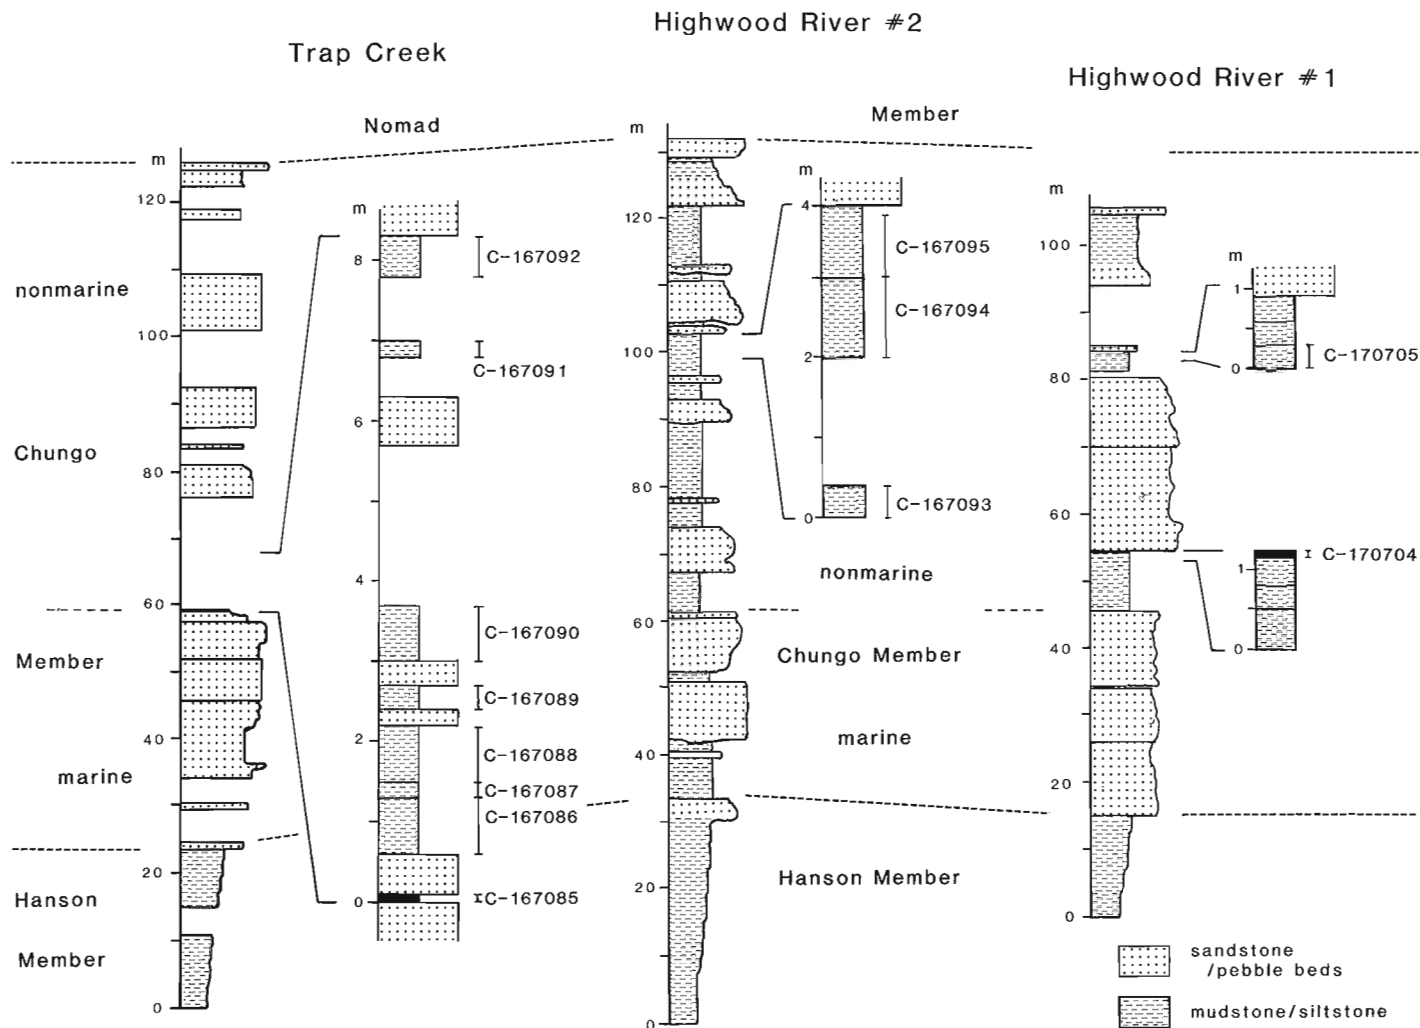 Highwood River #2
Trap Creek
Highwood River #1
Nomad
Member
m
120
100
80
60
40
20
0
nonmarine
Chungo
Member
marine
Hanson
Member
m
8
6
4
2
0
C-167092
C-167091
C-167090
C-167089
C-167088
C-167087
C-167086
C-167085
m
120
100
80
60
40
20
0
m
4
2
0
C-167095
C-167094
C-167093
nonmarine
Chungo Member
marine
Hanson Member
m
100
80
60
40
20
0
m
1
0
C-170705
1
0
C-170704
sandstone
/pebble beds
mudstone/siltstone